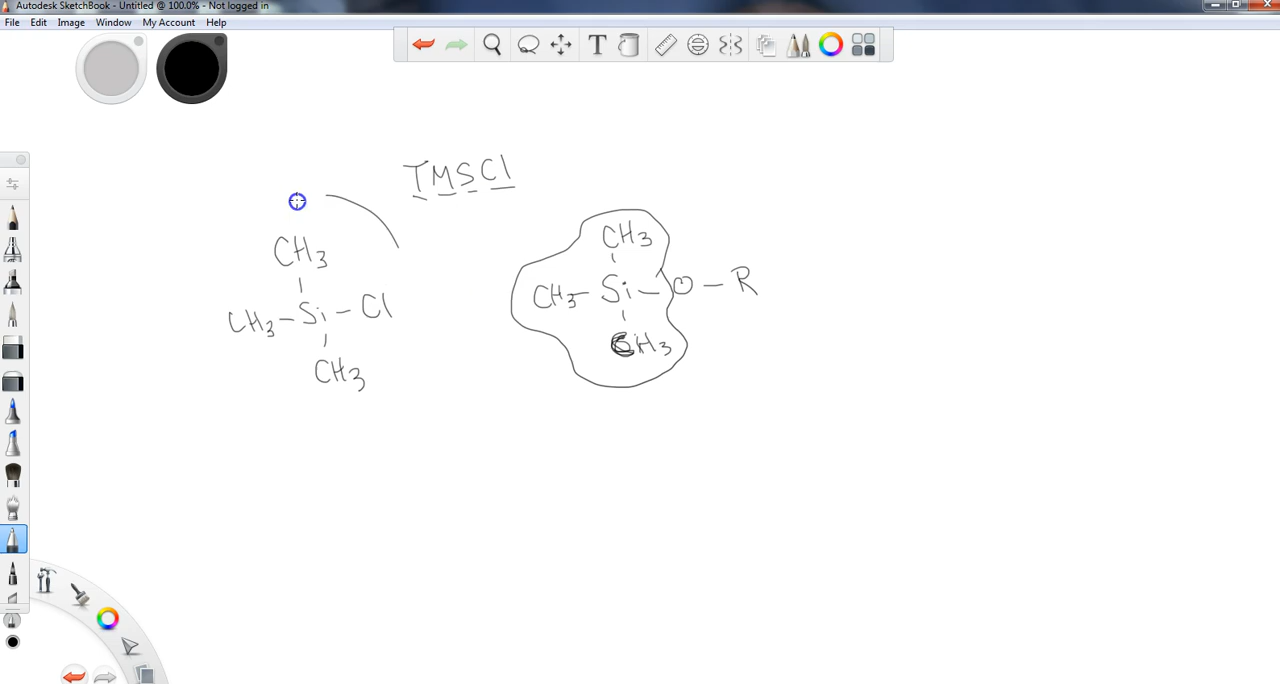 Autodesk SketchBook - Untitled @ 100.0% - Not logged in
File Edit Image Window My Account Help
TMSCl
CH3
CH3-Si-Cl
CH3
CH3
CH3-Si-O-R
CH3